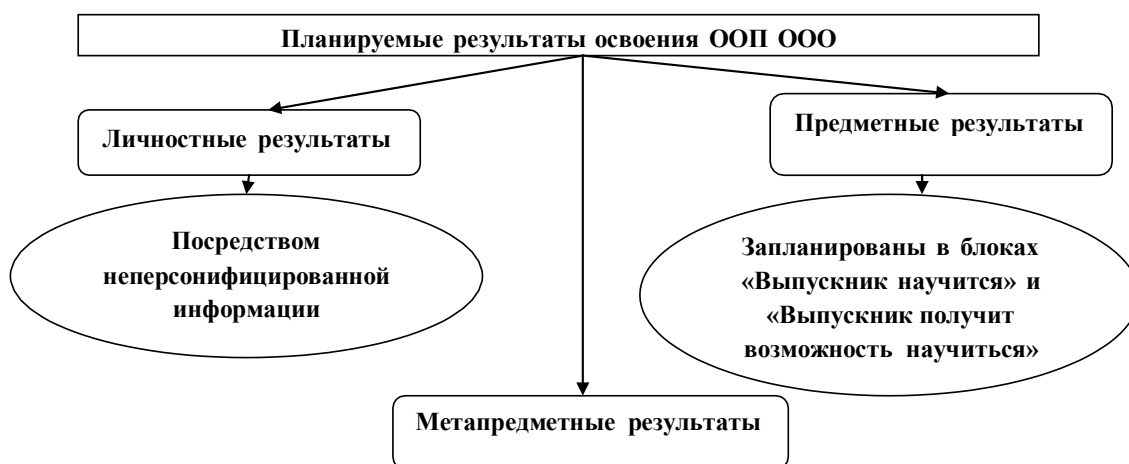 Планируемые результаты освоения ООП ООО
Личностные результаты
Предметные результаты
Посредством
неперсонифицированной
информации
Запланированы в блоках
«Выпускник научится» и
«Выпускник получит
возможность научиться»
Метапредметные результаты